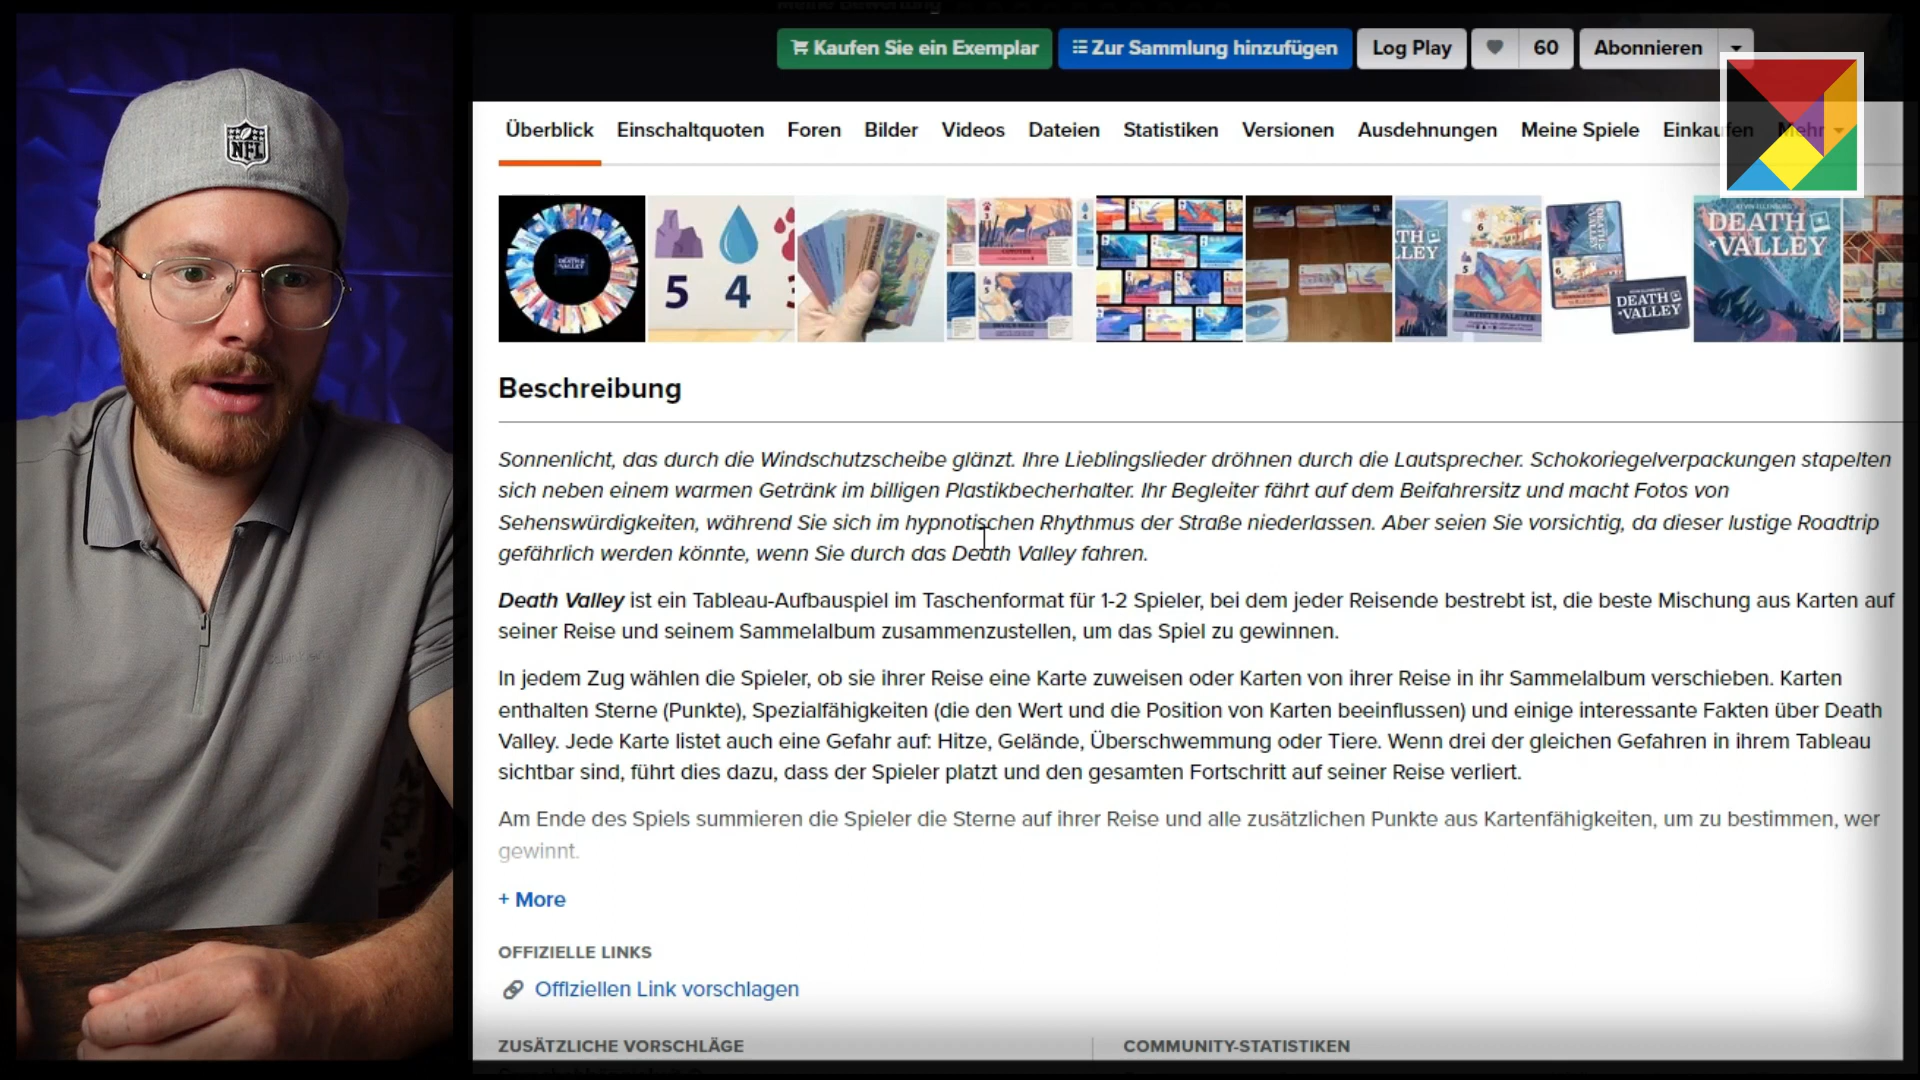 Kaufen Sie ein Exemplar Zur Sammlung hinzufügen Log Play 60 Abonnieren
Überblick Einschaltquoten Foren Bilder Videos Dateien Statistiken Versionen Ausdehnungen Meine Spiele Einkaufen Mehr
NFL
5 4
DEATH VALLEY
DEATH VALLEY
Beschreibung
Sonnenlicht, das durch die Windschutzscheibe glänzt. Ihre Lieblingslieder dröhnen durch die Lautsprecher. Schokoriegelverpackungen stapelten
sich neben einem warmen Getränk im billigen Plastikbecherhalter. Ihr Begleiter fährt auf dem Beifahrersitz und macht Fotos von
Sehenswürdigkeiten, während Sie sich im hypnotischen Rhythmus der Straße niederlassen. Aber seien Sie vorsichtig, da dieser lustige Roadtrip
gefährlich werden könnte, wenn Sie durch das Death Valley fahren.
Death Valley ist ein Tableau-Aufbauspiel im Taschenformat für 1-2 Spieler, bei dem jeder Reisende bestrebt ist, die beste Mischung aus Karten auf
seiner Reise und seinem Sammelalbum zusammenzustellen, um das Spiel zu gewinnen.
In jedem Zug wählen die Spieler, ob sie ihrer Reise eine Karte zuweisen oder Karten von ihrer Reise in ihr Sammelalbum verschieben. Karten
enthalten Sterne (Punkte), Spezialfähigkeiten (die den Wert und die Position von Karten beeinflussen) und einige interessante Fakten über Death
Valley. Jede Karte listet auch eine Gefahr auf: Hitze, Gelände, Überschwemmung oder Tiere. Wenn drei der gleichen Gefahren in ihrem Tableau
sichtbar sind, führt dies dazu, dass der Spieler platzt und den gesamten Fortschritt auf seiner Reise verliert.
Am Ende des Spiels summieren die Spieler die Sterne auf ihrer Reise und alle zusätzlichen Punkte aus Kartenfähigkeiten, um zu bestimmen, wer
gewinnt.
+ More
OFFIZIELLE LINKS
Offiziellen Link vorschlagen
ZUSÄTZLICHE VORSCHLÄGE COMMUNITY-STATISTIKEN